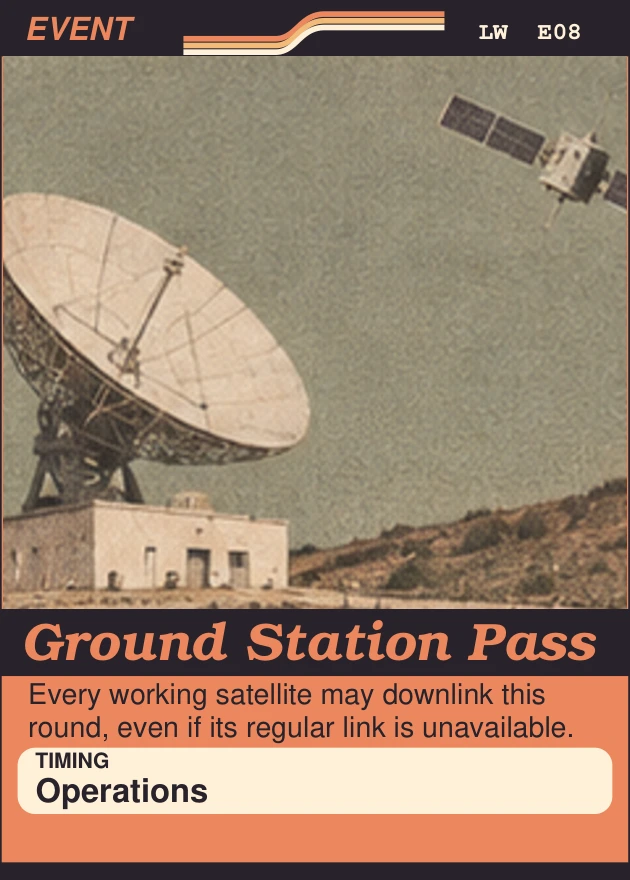 EVENT
LW E08
Ground Station Pass
Every working satellite may downlink this
round, even if its regular link is unavailable.
TIMING
Operations